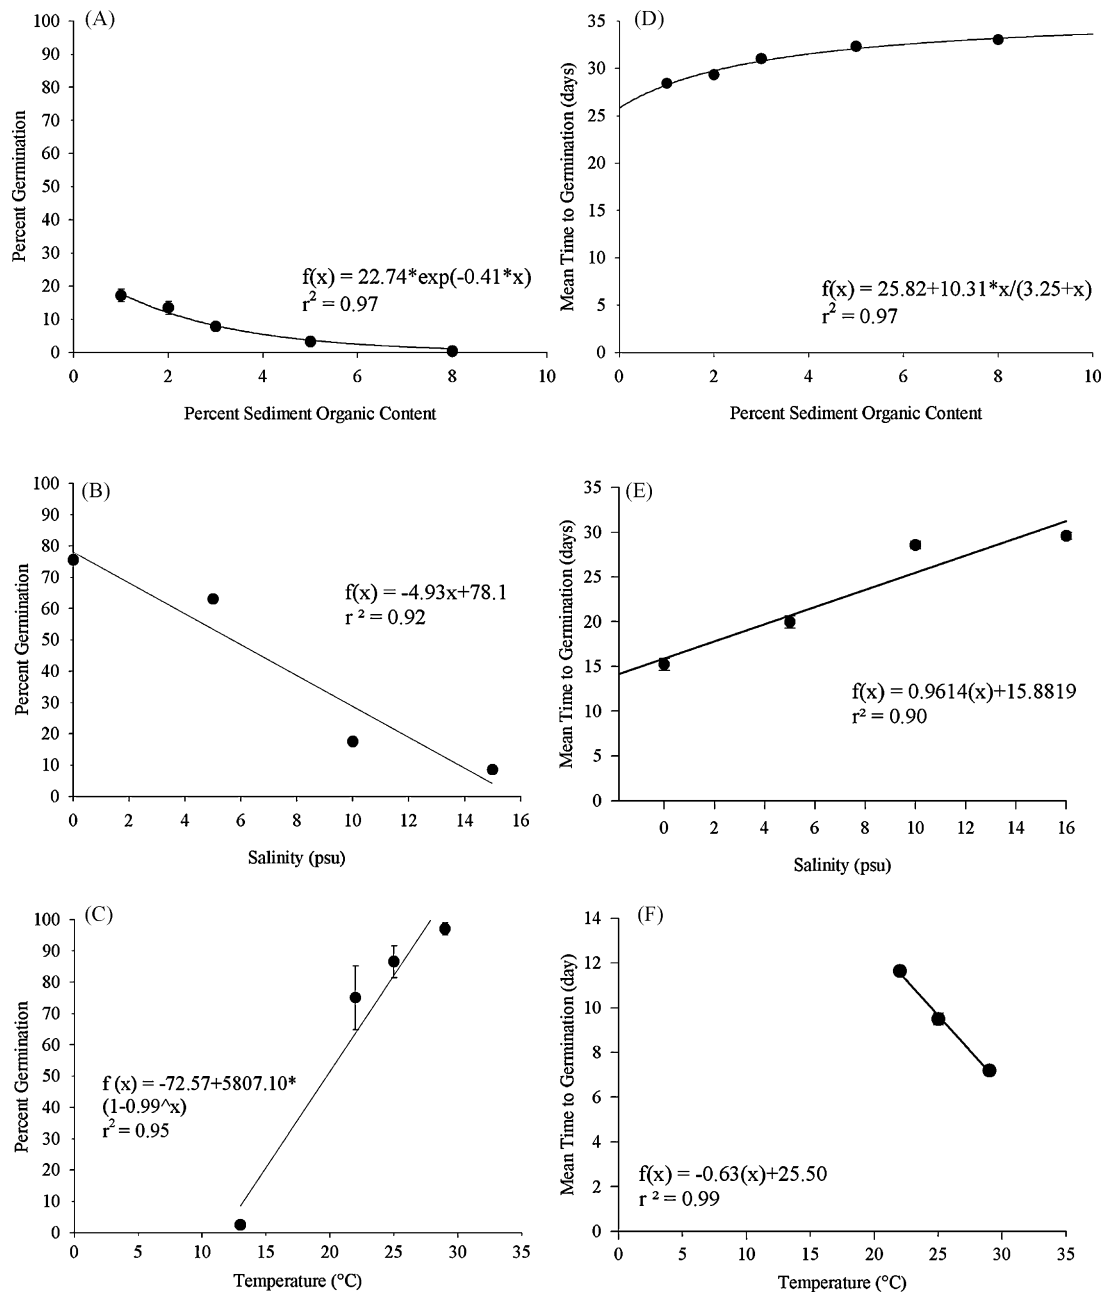 (A)
100
90
80
70
60
50
40
30
20
10
0
Percent Germination
f(x) = 22.74*exp(-0.41*x)
r² = 0.97
0 2 4 6 8 10
Percent Sediment Organic Content
(D)
35
30
25
20
15
10
5
0
Mean Time to Germination (days)
f(x) = 25.82+10.31*x/(3.25+x)
r² = 0.97
0 2 4 6 8 10
Percent Sediment Organic Content
(B)
100
90
80
70
60
50
40
30
20
10
0
Percent Germination
f(x) = -4.93x+78.1
r ² = 0.92
0 2 4 6 8 10 12 14 16
Salinity (psu)
(E)
35
30
25
20
15
10
5
0
Mean Time to Germination (days)
f(x) = 0.9614(x)+15.8819
r² = 0.90
0 2 4 6 8 10 12 14 16
Salinity (psu)
(C)
100
90
80
70
60
50
40
30
20
10
0
Percent Germination
f (x) = -72.57+5807.10*
(1-0.99^x)
r² = 0.95
0 5 10 15 20 25 30 35
Temperature (°C)
(F)
14
12
10
8
6
4
2
0
Mean Time to Germination (day)
f(x) = -0.63(x)+25.50
r ² = 0.99
0 5 10 15 20 25 30 35
Temperature (°C)